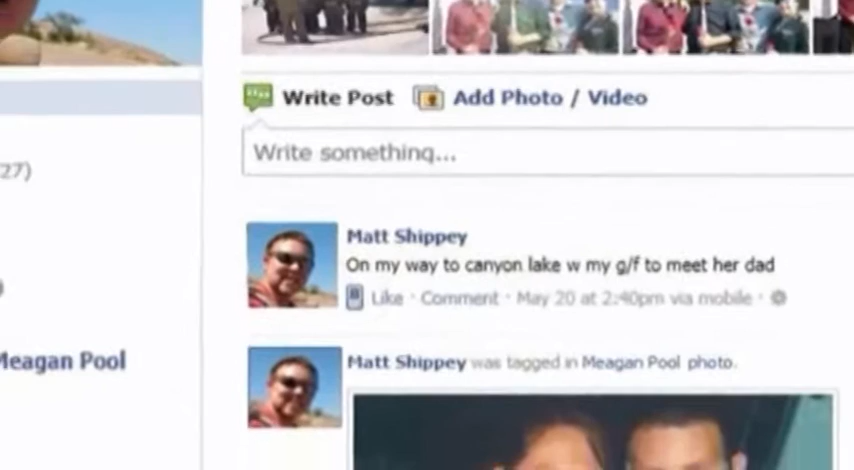 Write Post Add Photo / Video
Write something...
27)
Matt Shippey
On my way to canyon lake w my g/f to meet her dad
Like · Comment · May 20 at 2:40pm via mobile ·
Meagan Pool
Matt Shippey was tagged in Meagan Pool photo.